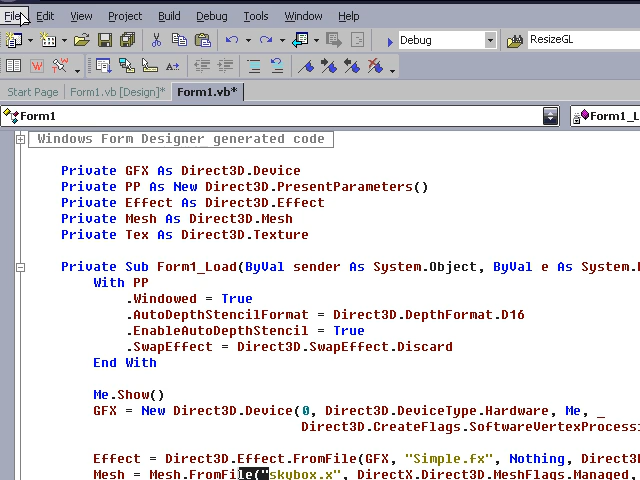 File Edit View Project Build Debug Tools Window Help
Debug ResizeGL
Start Page Form1.vb [Design]* Form1.vb*
Form1 Form1_L
Windows Form Designer generated code
Private GFX As Direct3D.Device
Private PP As New Direct3D.PresentParameters()
Private Effect As Direct3D.Effect
Private Mesh As Direct3D.Mesh
Private Tex As Direct3D.Texture
Private Sub Form1_Load(ByVal sender As System.Object, ByVal e As System.
With PP
.Windowed = True
.AutoDepthStencilFormat = Direct3D.DepthFormat.D16
.EnableAutoDepthStencil = True
.SwapEffect = Direct3D.SwapEffect.Discard
End With
Me.Show()
GFX = New Direct3D.Device(0, Direct3D.DeviceType.Hardware, Me, _
Direct3D.CreateFlags.SoftwareVertexProcessi
Effect = Direct3D.Effect.FromFile(GFX, "Simple.fx", Nothing, Direct3D
Mesh = Mesh.FromFile("skybox.x", DirectX.Direct3D.MeshFlags.Managed,